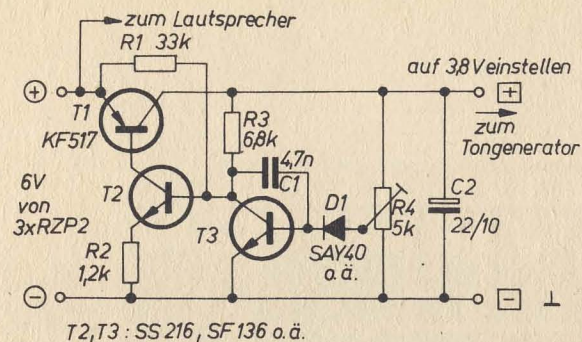 zum Lautsprecher
R1 33k
auf 3,8 V einstellen
+
T1
KF517
R3
6,8k
+
zum
Tongenerator
4,7n
C1
6V
von
3xRZP2
T2
D1
R4
5k
C2
22/10
T3
SAY40
o.ä.
R2
1,2k
−
− ⊥
T2,T3 : SS 216, SF 136 o.ä.